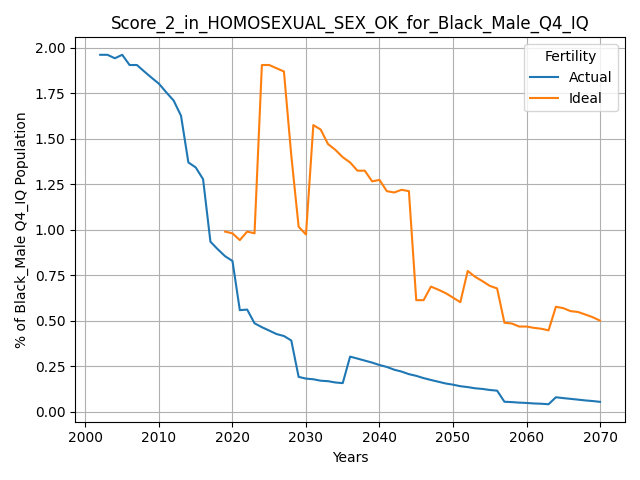 Score_2_in_HOMOSEXUAL_SEX_OK_for_Black_Male_Q4_IQ
% of Black_Male Q4_IQ Population
2.00
1.75
1.50
1.25
1.00
0.75
0.50
0.25
0.00
Fertility
Actual
Ideal
2000 2010 2020 2030 2040 2050 2060 2070
Years